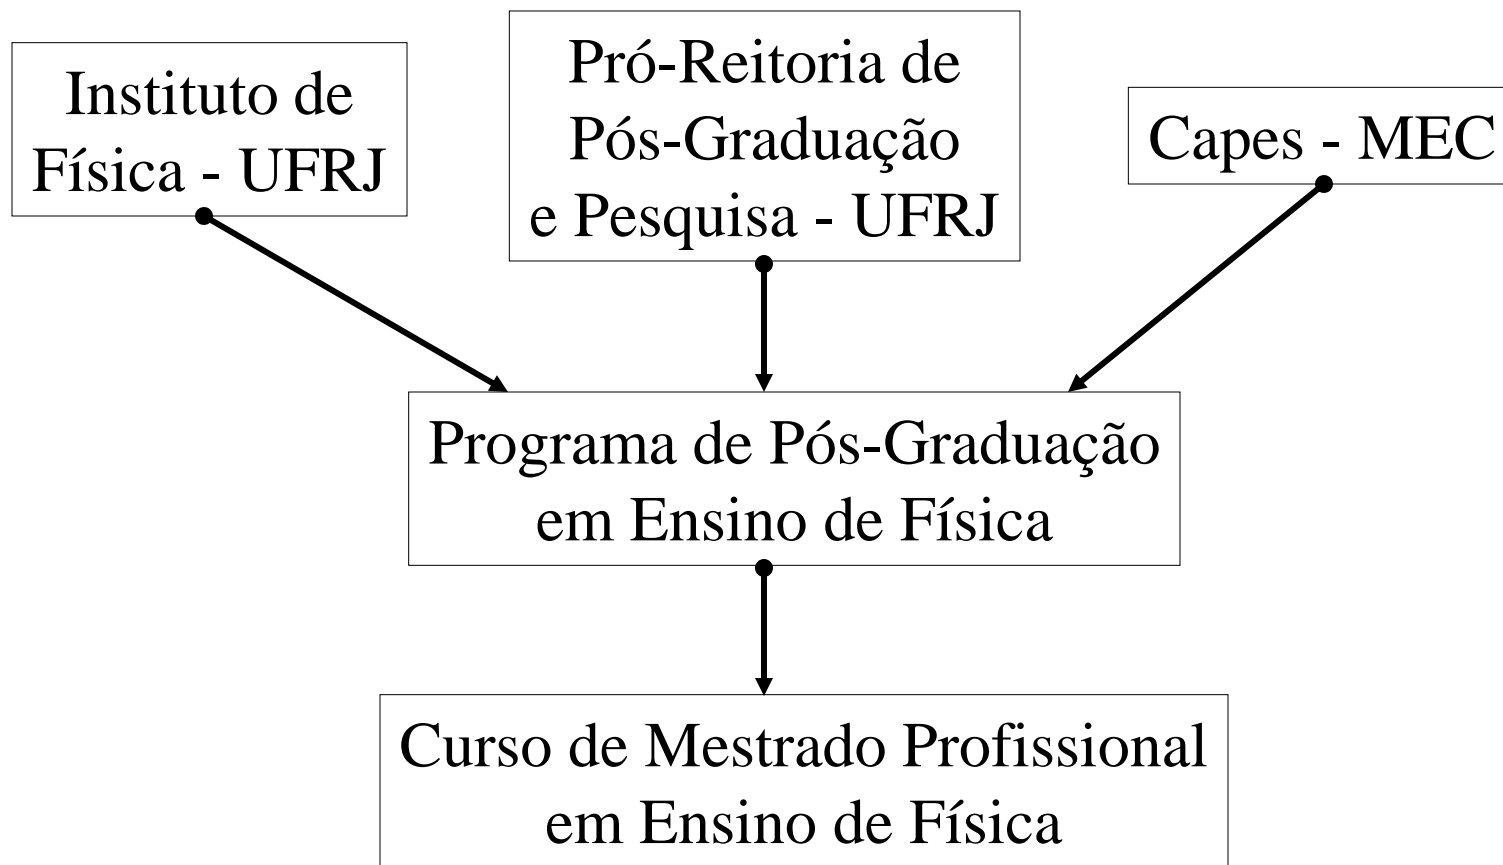 Instituto de
Física - UFRJ
Pró-Reitoria de
Pós-Graduação
e Pesquisa - UFRJ
Capes - MEC
Programa de Pós-Graduação
em Ensino de Física
Curso de Mestrado Profissional
em Ensino de Física